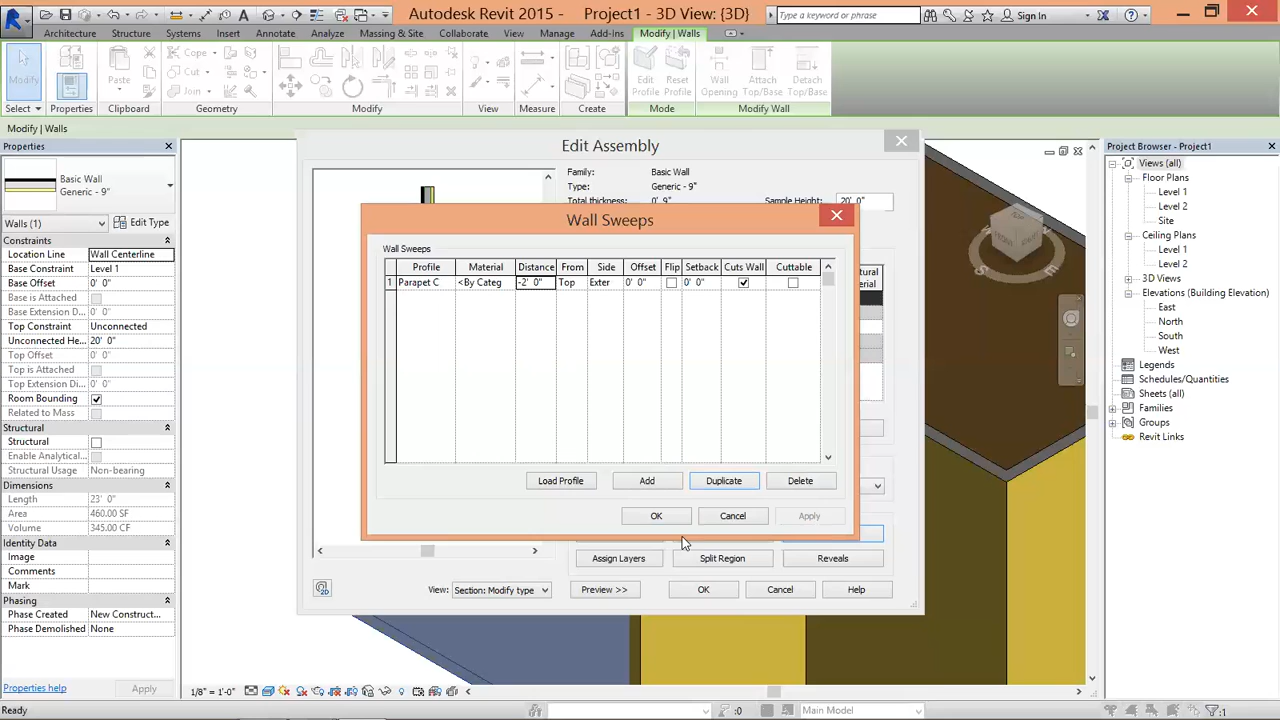 Autodesk Revit 2015 - Project1 - 3D View: {3D}
Type a keyword or phrase
Sign In
Architecture Structure Systems Insert Annotate Analyze Massing & Site Collaborate View Manage Add-Ins Modify | Walls
Modify
Properties
Paste
Cope
Cut
Join
Edit Profile
Reset Profile
Wall Opening
Attach Top/Base
Detach Top/Base
Select Properties Clipboard Geometry Modify View Measure Create Mode Modify Wall
Modify | Walls
Properties
Basic Wall
Generic - 9"
Walls (1)
Edit Type
Constraints
Location Line Wall Centerline
Base Constraint Level 1
Base Offset 0' 0"
Base is Attached
Base Extension D
Top Constraint Unconnected
Unconnected He... 20' 0"
Top Offset 0' 0"
Top is Attached
Top Extension Di 0' 0"
Room Bounding
Related to Mass
Structural
Structural
Enable Analytical
Structural Usage Non-bearing
Dimensions
Length 23' 0"
Area 460.00 SF
Volume 345.00 CF
Identity Data
Image
Comments
Mark
Phasing
Phase Created New Construc...
Phase Demolished None
Properties help
Apply
Edit Assembly
Family: Basic Wall
Type: Generic - 9"
Total thickness: 0' 9"
Sample Height: 20' 0"
Wall Sweeps
Wall Sweeps
Profile Material Distance From Side Offset Flip Setback Cuts Wall Cuttable
1 Parapet C <By Categ -2' 0" Top Exter 0' 0" 0' 0"
Load Profile Add Duplicate Delete
OK Cancel Apply
Assign Layers Split Region Reveals
View: Section: Modify type Preview >> OK Cancel Help
FRONT
Project Browser - Project1
Views (all)
Floor Plans
Level 1
Level 2
Site
Ceiling Plans
Level 1
Level 2
3D Views
Elevations (Building Elevation)
East
North
South
West
Legends
Schedules/Quantities
Sheets (all)
Families
Groups
Revit Links
1/8" = 1'-0"
Ready
:0
Main Model
:1